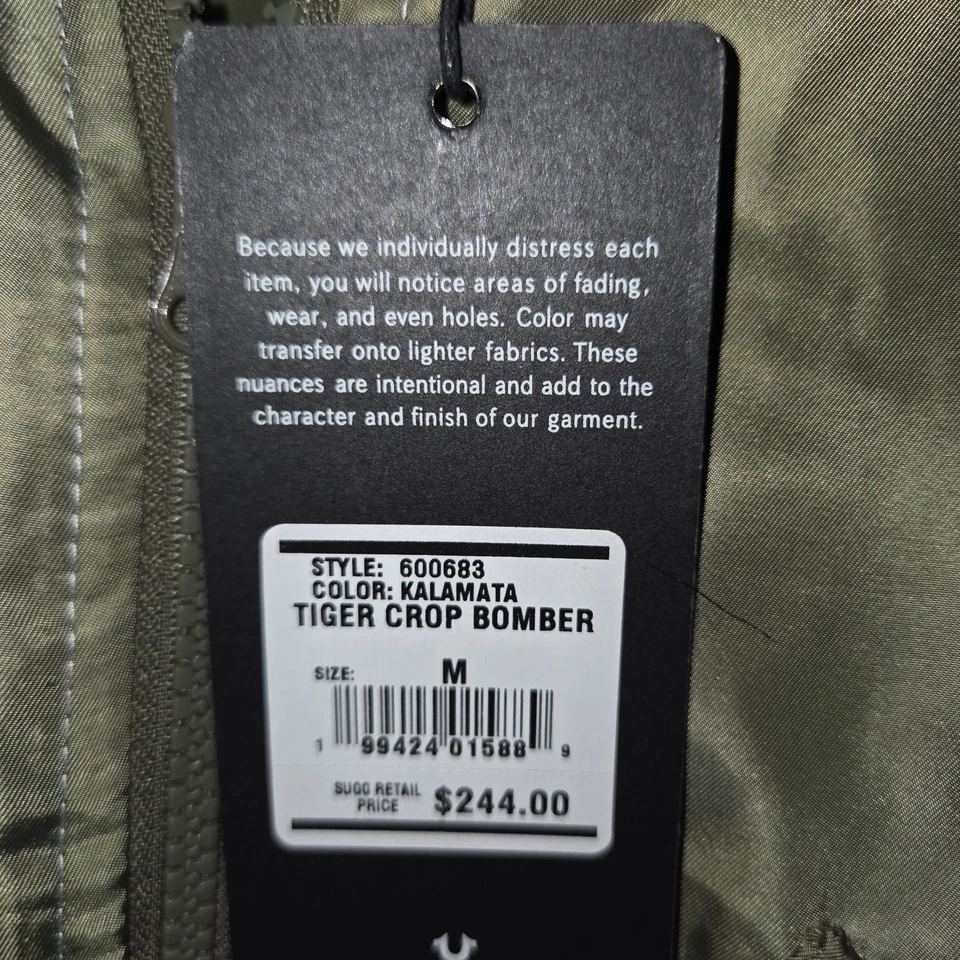 Because we individually distress each
item, you will notice areas of fading,
wear, and even holes. Color may
transfer onto lighter fabrics. These
nuances are intentional and add to the
character and finish of our garment.
STYLE: 600683
COLOR: KALAMATA
TIGER CROP BOMBER
SIZE: M
1 99424 01588 9
SUGG RETAIL
PRICE $244.00